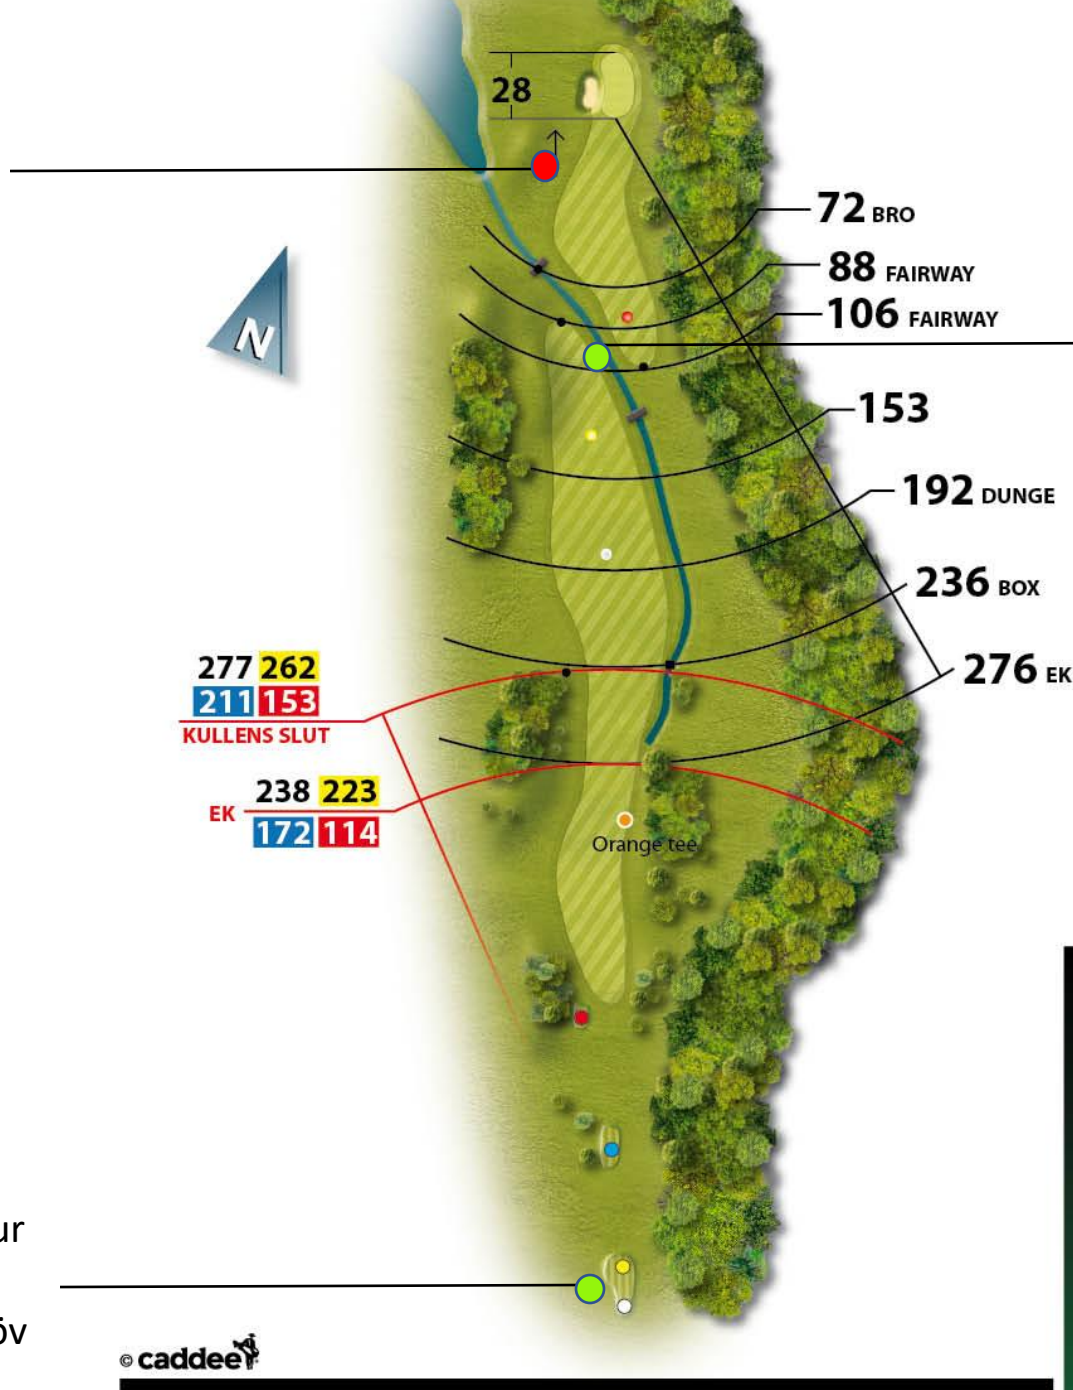 28
72 BRO
88 FAIRWAY
106 FAIRWAY
N
153
192 DUNGE
236 BOX
276 EK
277 262
211 153
KULLENS SLUT
238 223
EK
172 114
Orange tee
ur
öv
© caddee